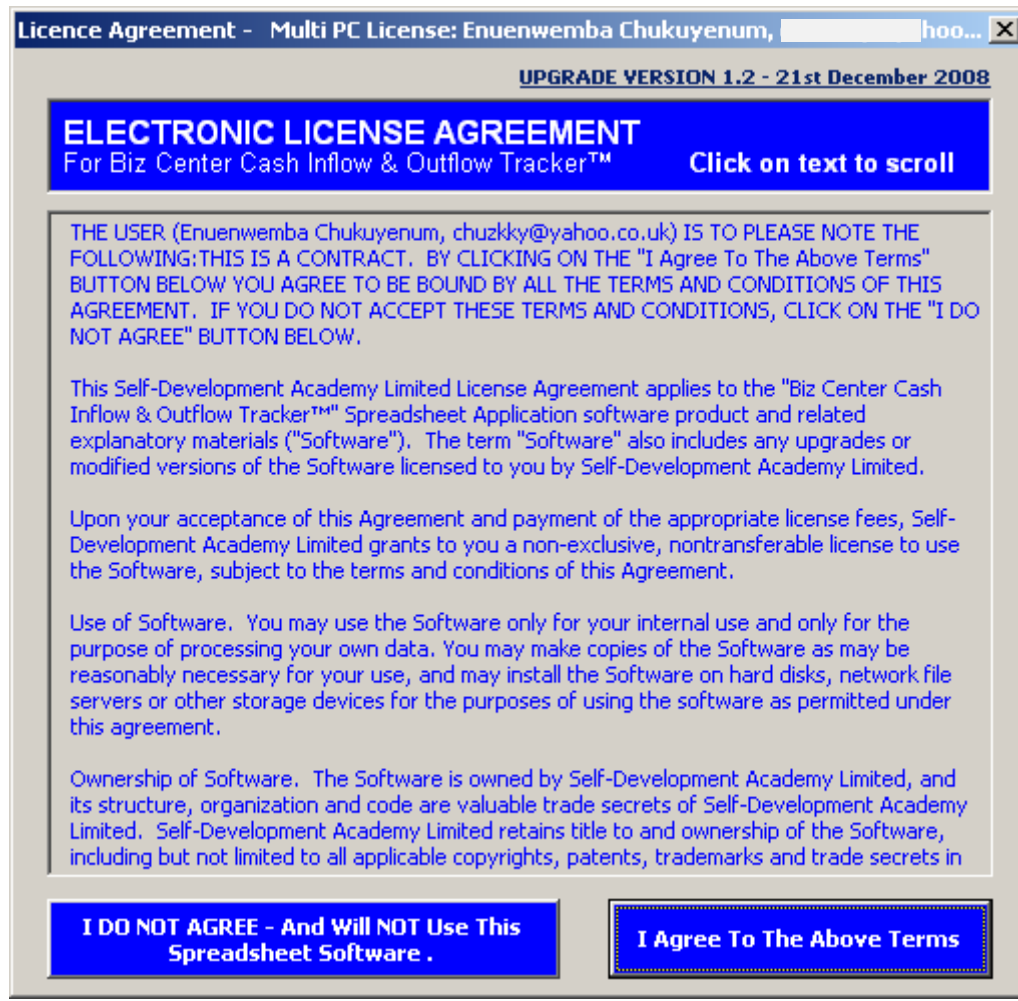 Licence Agreement - Multi PC License: Enuenwemba Chukuyenum, hoo...
UPGRADE VERSION 1.2 - 21st December 2008
ELECTRONIC LICENSE AGREEMENT
For Biz Center Cash Inflow & Outflow Tracker™ Click on text to scroll
THE USER (Enuenwemba Chukuyenum, chuzkky@yahoo.co.uk) IS TO PLEASE NOTE THE
FOLLOWING:THIS IS A CONTRACT. BY CLICKING ON THE "I Agree To The Above Terms"
BUTTON BELOW YOU AGREE TO BE BOUND BY ALL THE TERMS AND CONDITIONS OF THIS
AGREEMENT. IF YOU DO NOT ACCEPT THESE TERMS AND CONDITIONS, CLICK ON THE "I DO
NOT AGREE" BUTTON BELOW.
This Self-Development Academy Limited License Agreement applies to the "Biz Center Cash
Inflow & Outflow Tracker™" Spreadsheet Application software product and related
explanatory materials ("Software"). The term "Software" also includes any upgrades or
modified versions of the Software licensed to you by Self-Development Academy Limited.
Upon your acceptance of this Agreement and payment of the appropriate license fees, Self-
Development Academy Limited grants to you a non-exclusive, nontransferable license to use
the Software, subject to the terms and conditions of this Agreement.
Use of Software. You may use the Software only for your internal use and only for the
purpose of processing your own data. You may make copies of the Software as may be
reasonably necessary for your use, and may install the Software on hard disks, network file
servers or other storage devices for the purposes of using the software as permitted under
this agreement.
Ownership of Software. The Software is owned by Self-Development Academy Limited, and
its structure, organization and code are valuable trade secrets of Self-Development Academy
Limited. Self-Development Academy Limited retains title to and ownership of the Software,
including but not limited to all applicable copyrights, patents, trademarks and trade secrets in
I DO NOT AGREE - And Will NOT Use This
Spreadsheet Software .
I Agree To The Above Terms